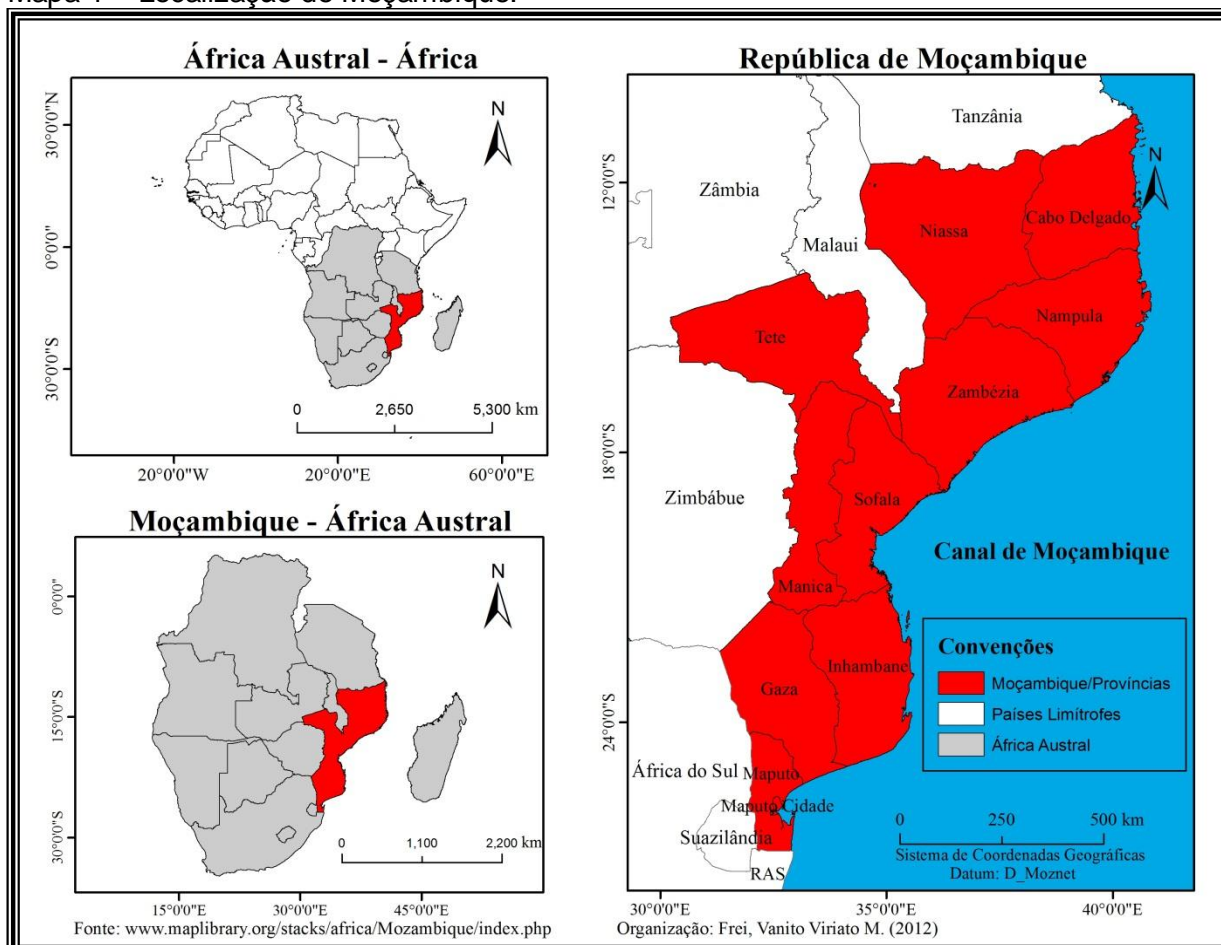 Mapa 1 – Localização de Moçambique.
África Austral - África
N
30°0'0"N
0°0'0"
30°0'0"S
0 2,650 5,300 km
20°0'0"W 20°0'0"E 60°0'0"E
Moçambique - África Austral
N
0°0'0"
15°0'0"S
30°0'0"S
0 1,100 2,200 km
15°0'0"E 30°0'0"E 45°0'0"E
Fonte: www.maplibrary.org/stacks/africa/Mozambique/index.php
República de Moçambique
Tanzânia
N
12°0'0"S
Zâmbia
Cabo Delgado
Niassa
Malaui
Nampula
Tete
Zambézia
18°0'0"S
Zimbábue
Sofala
Canal de Moçambique
Manica
Inhambane
Gaza
24°0'0"S
Convenções
Moçambique/Províncias
Países Limítrofes
África Austral
África do Sul
Maputo
Maputo Cidade
Suazilândia
RAS
0 250 500 km
Sistema de Coordenadas Geográficas
Datum: D_Moznet
30°0'0"E 35°0'0"E 40°0'0"E
Organização: Frei, Vanito Viriato M. (2012)